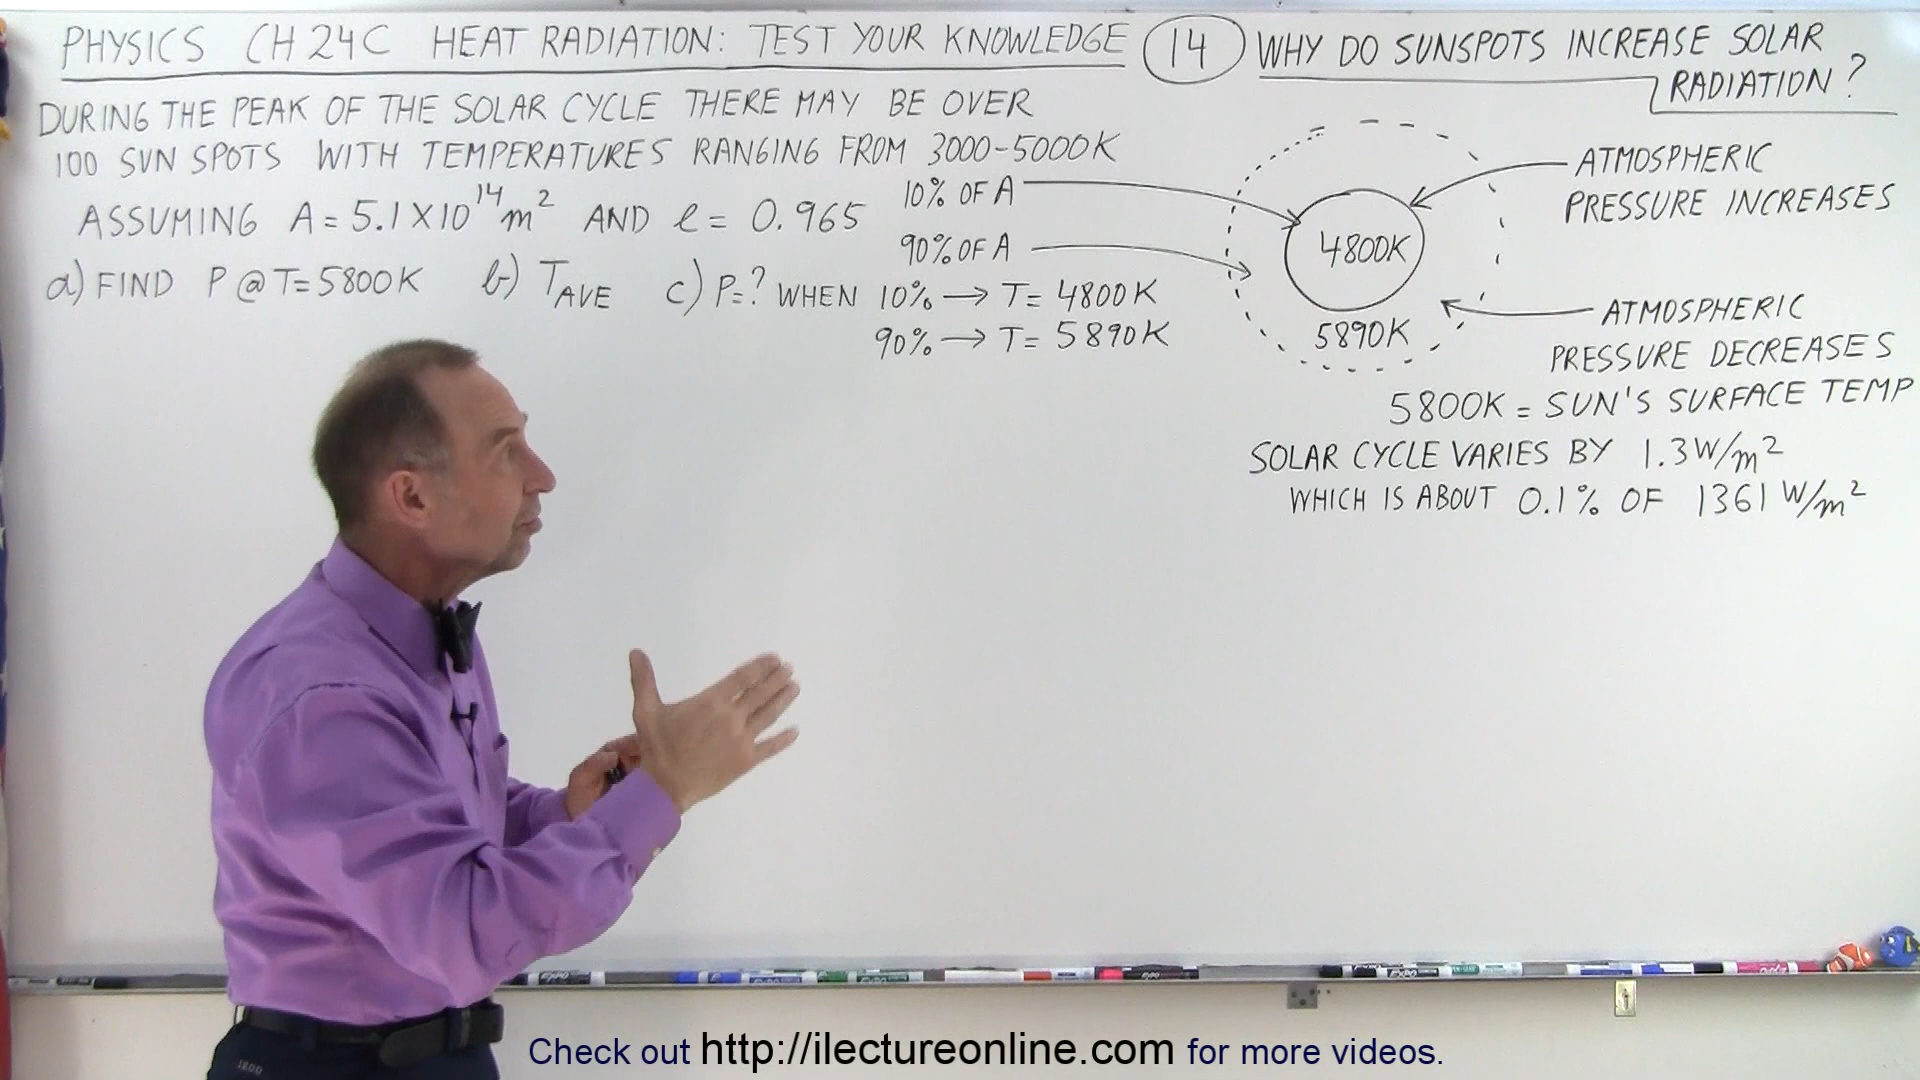 PHYSICS CH 24C HEAT RADIATION: TEST YOUR KNOWLEDGE 14 WHY DO SUNSPOTS INCREASE SOLAR
RADIATION?
DURING THE PEAK OF THE SOLAR CYCLE THERE MAY BE OVER
100 SUN SPOTS WITH TEMPERATURES RANGING FROM 3000-5000K
ASSUMING A = 5.1 X 10^14 m^2 AND e = 0.965
10% OF A
90% OF A
a) FIND P @ T=5800K b) T_AVE c) P=? WHEN 10% → T= 4800K
90% → T= 5890K
4800K
5890K
ATMOSPHERIC
PRESSURE INCREASES
ATMOSPHERIC
PRESSURE DECREASES
5800K = SUN'S SURFACE TEMP
SOLAR CYCLE VARIES BY 1.3 W/m^2
WHICH IS ABOUT 0.1% OF 1361 W/m^2
Check out http://ilectureonline.com for more videos.